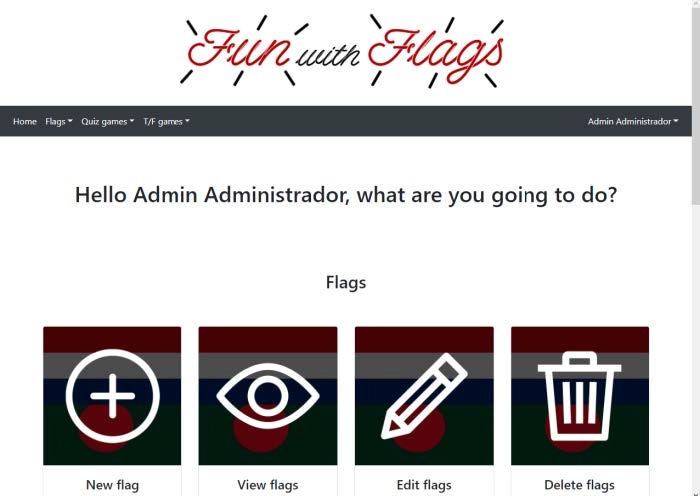 Fun with Flags
Home Flags Quiz games T/F games Admin Administrador
Hello Admin Administrador, what are you going to do?
Flags
New flag View flags Edit flags Delete flags